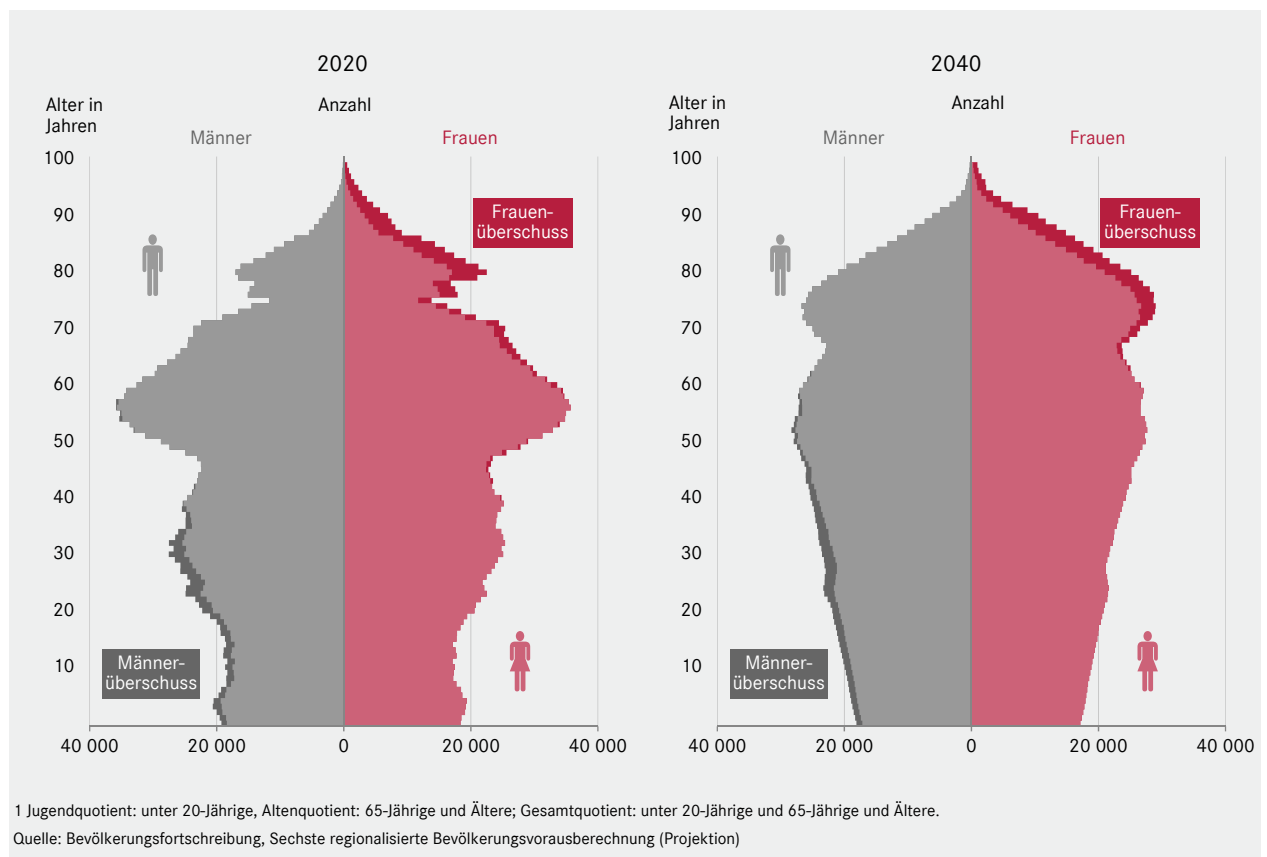 2020
Alter in
Jahren
Anzahl
Männer
Frauen
100
90
80
70
60
50
40
30
20
10
Frauen-
überschuss
Männer-
überschuss
40 000 20 000 0 20 000 40 000
2040
Alter in
Jahren
Anzahl
Männer
Frauen
100
90
80
70
60
50
40
30
20
10
Frauen-
überschuss
Männer-
überschuss
40 000 20 000 0 20 000 40 000
1 Jugendquotient: unter 20-Jährige, Altenquotient: 65-Jährige und Ältere; Gesamtquotient: unter 20-Jährige und 65-Jährige und Ältere.
Quelle: Bevölkerungsfortschreibung, Sechste regionalisierte Bevölkerungsvorausberechnung (Projektion)